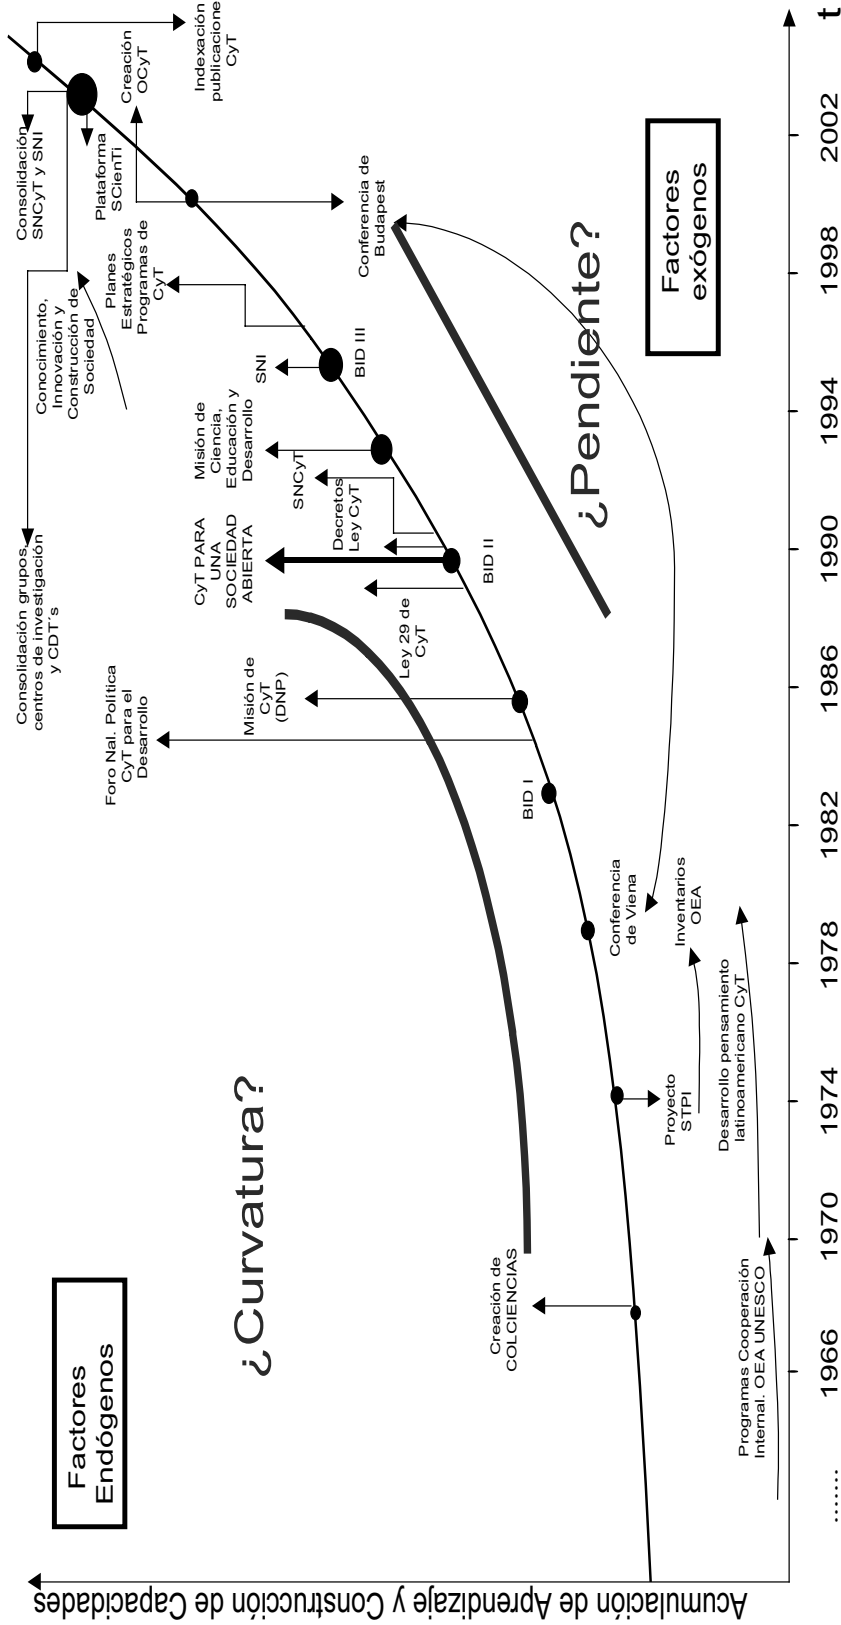 Factores
Endógenos
¿Curvatura?
Acumulación de Aprendizaje y Construcción de Capacidades
Creación de
COLCIENCIAS
Foro Nal. Política
CyT para el
Desarrollo
Misión de
CyT
(DNP)
Ley 29 de
CyT
CyT PARA
UNA
SOCIEDAD
ABIERTA
Decretos
Ley CyT
SNCyT
Misión de
Ciencia,
Educación y
Desarrollo
SNI
Planes
Estratégicos
Programas de
CyT
Consolidación grupos,
centros de investigación
y CDT´s
Conocimiento,
Innovación y
Construcción de
Sociedad
Consolidación
SNCyT y SNI
Plataforma
SCienTi
Creación
OCyT
Indexación
publicacione
CyT
BID I
BID II
BID III
Conferencia de
Budapest
¿Pendiente?
Factores
exógenos
Conferencia
de Viena
Inventarios
OEA
Proyecto
STPI
Desarrollo pensamiento
latinoamericano CyT
Programas Cooperación
Internal. OEA UNESCO
........
1966
1970
1974
1978
1982
1986
1990
1994
1998
2002
t